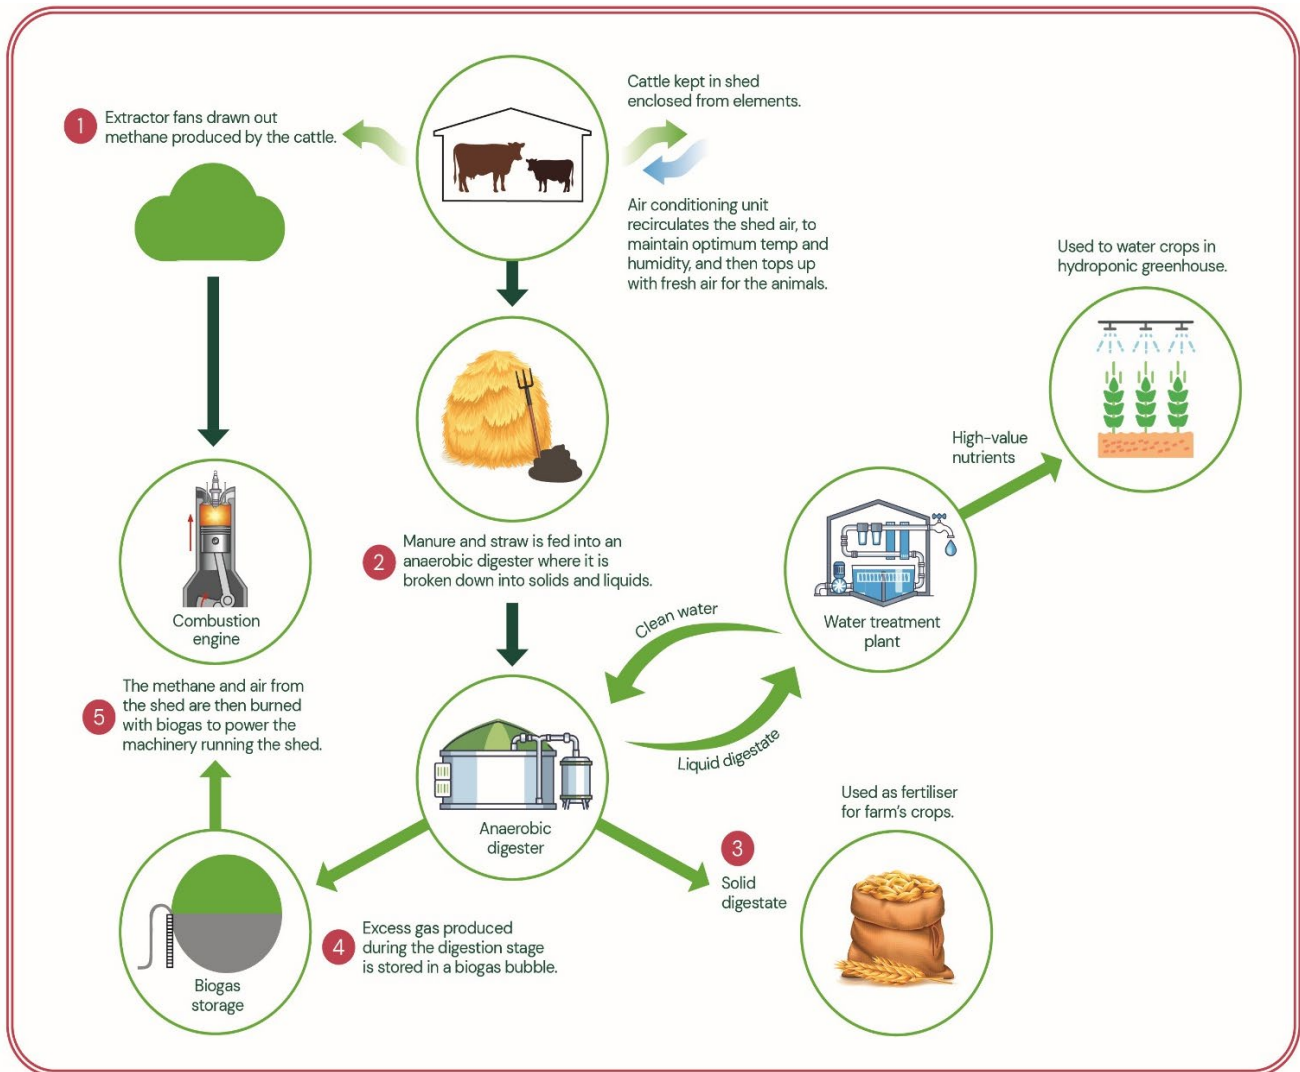 Cattle kept in shed
enclosed from elements.
1
Extractor fans drawn out
methane produced by the cattle.
Air conditioning unit
recirculates the shed air, to
maintain optimum temp and
humidity, and then tops up
with fresh air for the animals.
Used to water crops in
hydroponic greenhouse.
High-value
nutrients
2
Manure and straw is fed into an
anaerobic digester where it is
broken down into solids and liquids.
Combustion
engine
Clean water
Water treatment
plant
5
The methane and air from
the shed are then burned
with biogas to power the
machinery running the shed.
Liquid digestate
Anaerobic
digester
Used as fertiliser
for farm's crops.
3
Solid
digestate
4
Excess gas produced
during the digestion stage
is stored in a biogas bubble.
Biogas
storage